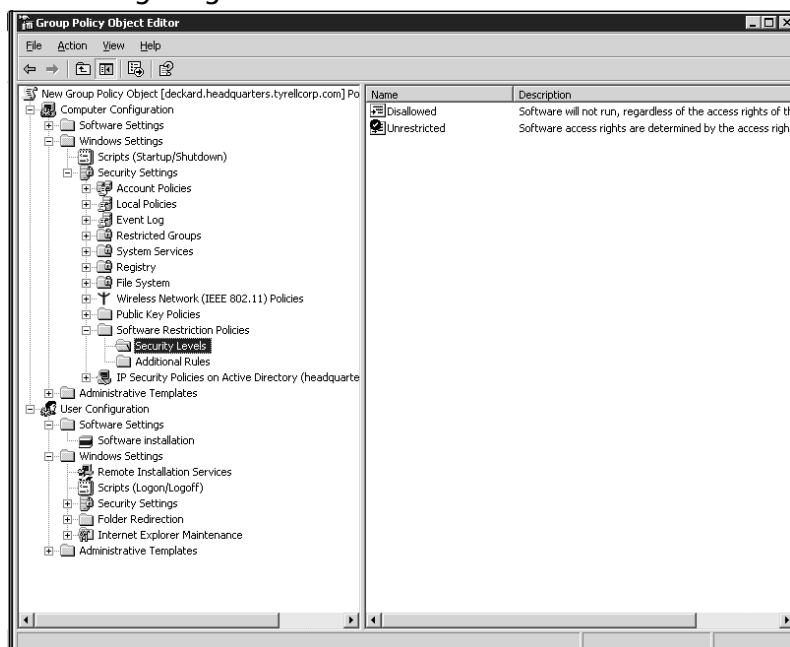 Group Policy Object Editor
File Action View Help
New Group Policy Object [deckard.headquarters.tyrellcorp.com] Po
Computer Configuration
Software Settings
Windows Settings
Scripts (Startup/Shutdown)
Security Settings
Account Policies
Local Policies
Event Log
Restricted Groups
System Services
Registry
File System
Wireless Network (IEEE 802.11) Policies
Public Key Policies
Software Restriction Policies
Security Levels
Additional Rules
IP Security Policies on Active Directory (headquarte
Administrative Templates
User Configuration
Software Settings
Software installation
Windows Settings
Remote Installation Services
Scripts (Logon/Logoff)
Security Settings
Folder Redirection
Internet Explorer Maintenance
Administrative Templates
Name Description
Disallowed Software will not run, regardless of the access rights of th
Unrestricted Software access rights are determined by the access righ